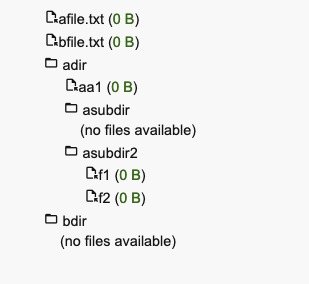 afile.txt (0 B)
bfile.txt (0 B)
adir
aa1 (0 B)
asubdir
(no files available)
asubdir2
f1 (0 B)
f2 (0 B)
bdir
(no files available)